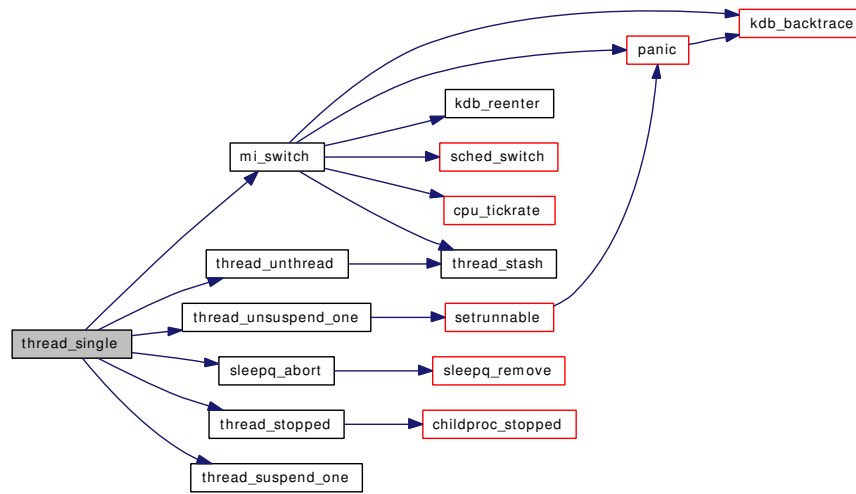 kdb_backtrace
panic
kdb_reenter
mi_switch
sched_switch
cpu_tickrate
thread_unthread
thread_stash
thread_unsuspend_one
setrunnable
thread_single
sleepq_abort
sleepq_remove
thread_stopped
childproc_stopped
thread_suspend_one